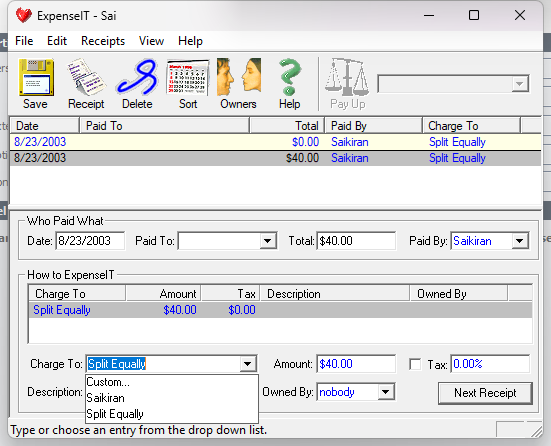 ExpenseIT - Sai
File Edit Receipts View Help
Save Receipt Delete Sort Owners Help Pay Up
Date Paid To Total Paid By Charge To
8/23/2003 $0.00 Saikiran Split Equally
8/23/2003 $40.00 Saikiran Split Equally
Who Paid What
Date: 8/23/2003 Paid To: Total: $40.00 Paid By: Saikiran
How to ExpenseIT
Charge To Amount Tax Description Owned By
Split Equally $40.00 $0.00
Charge To: Split Equally Amount: $40.00 Tax: 0.00%
Custom...
Description: Saikiran Owned By: nobody Next Receipt
Split Equally
Type or choose an entry from the drop down list.